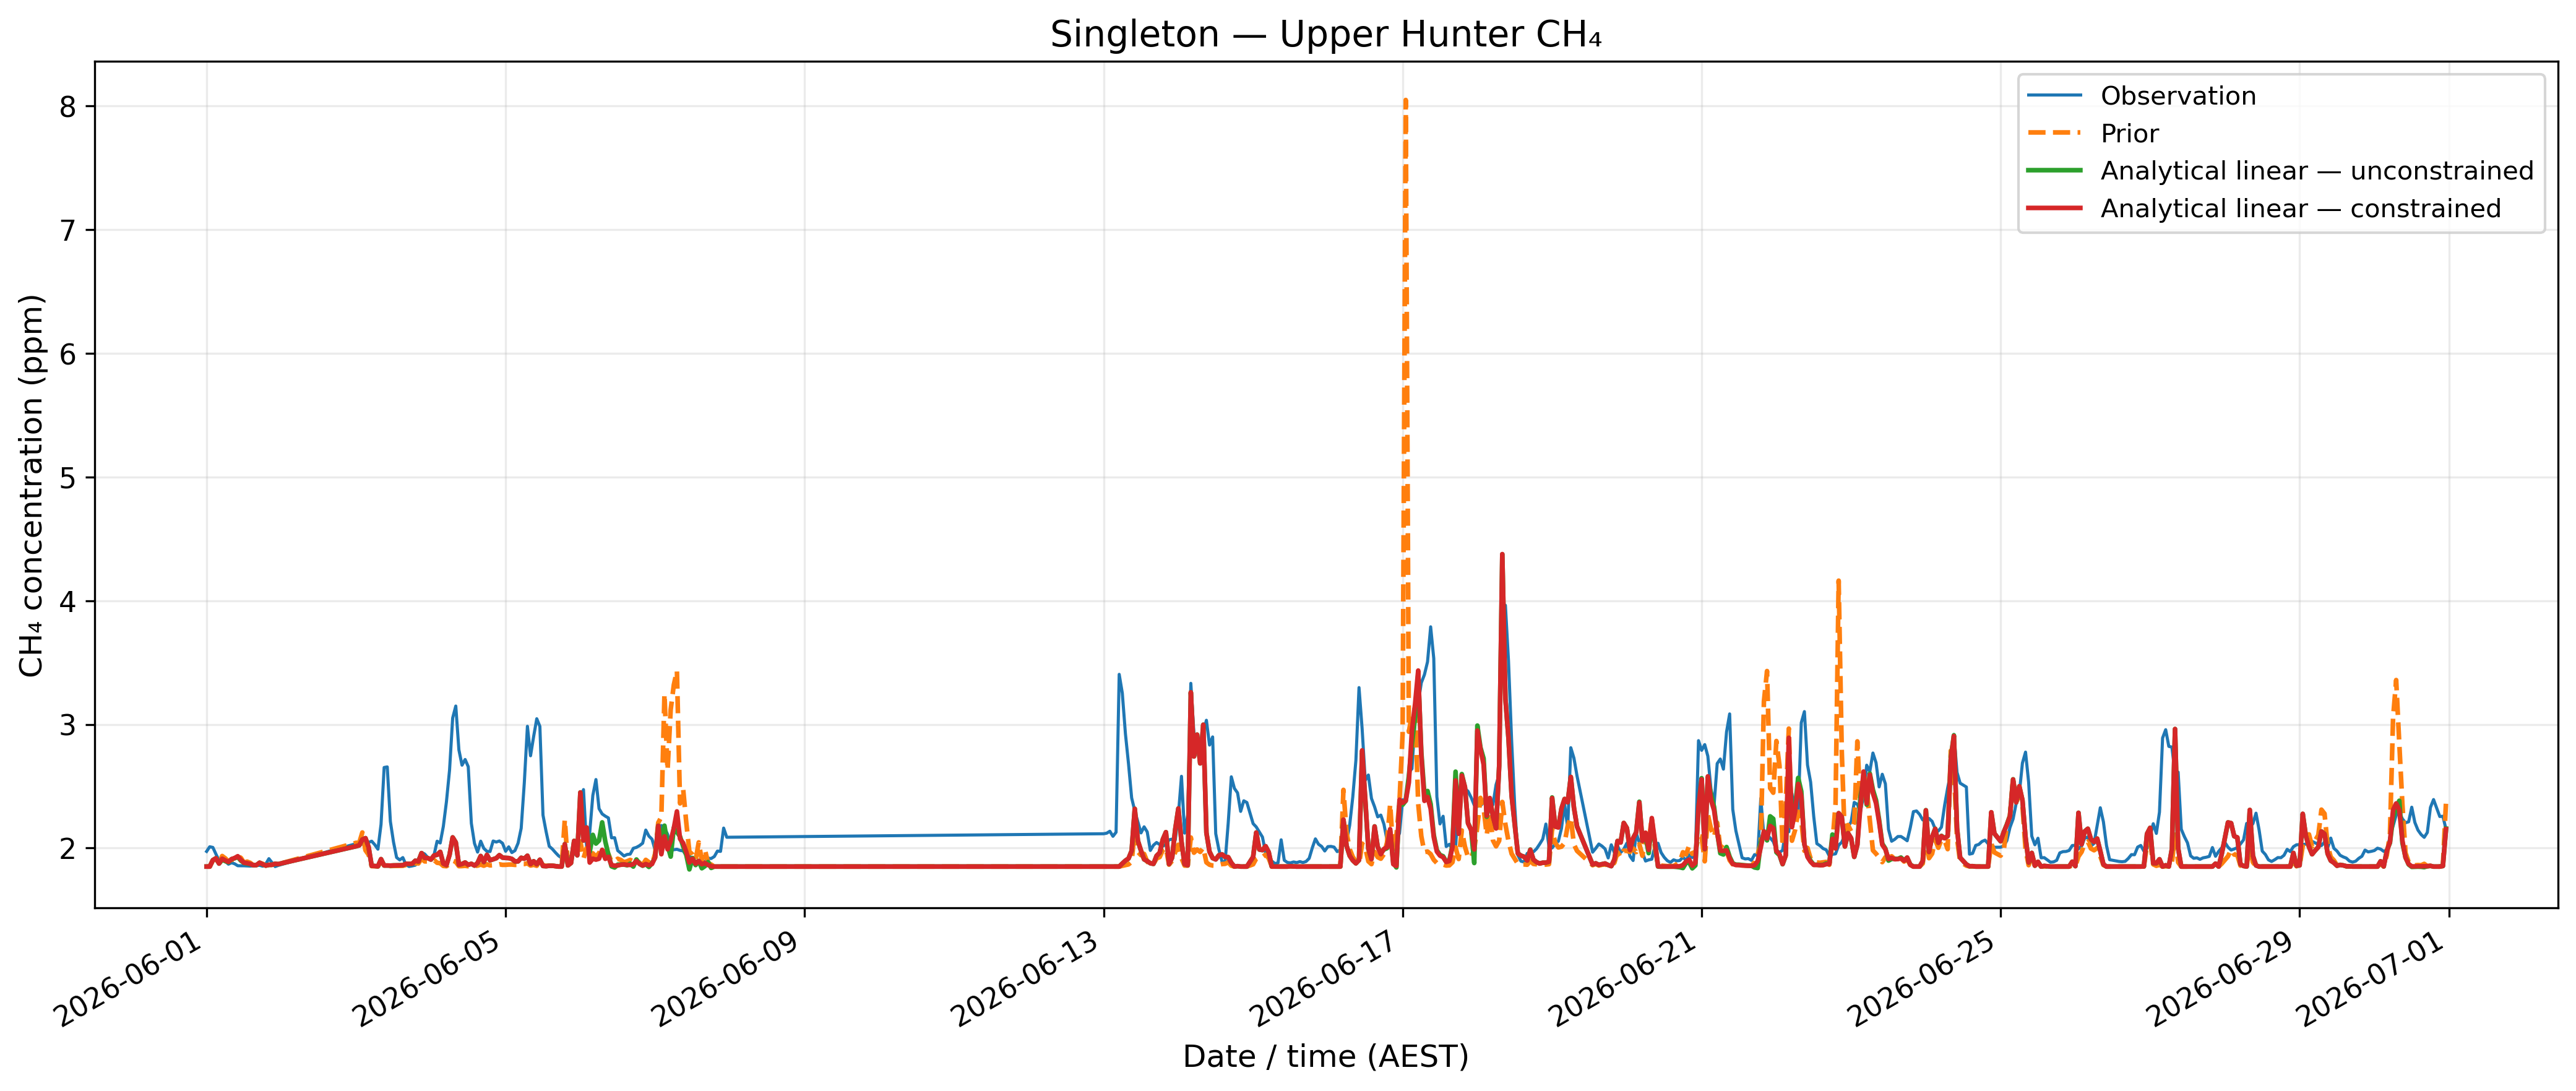 Singleton — Upper Hunter CH₄
Observation
Prior
Analytical linear — unconstrained
Analytical linear — constrained
CH₄ concentration (ppm)
8
7
6
5
4
3
2
2026-06-01
2026-06-05
2026-06-09
2026-06-13
2026-06-17
2026-06-21
2026-06-25
2026-06-29
2026-07-01
Date / time (AEST)